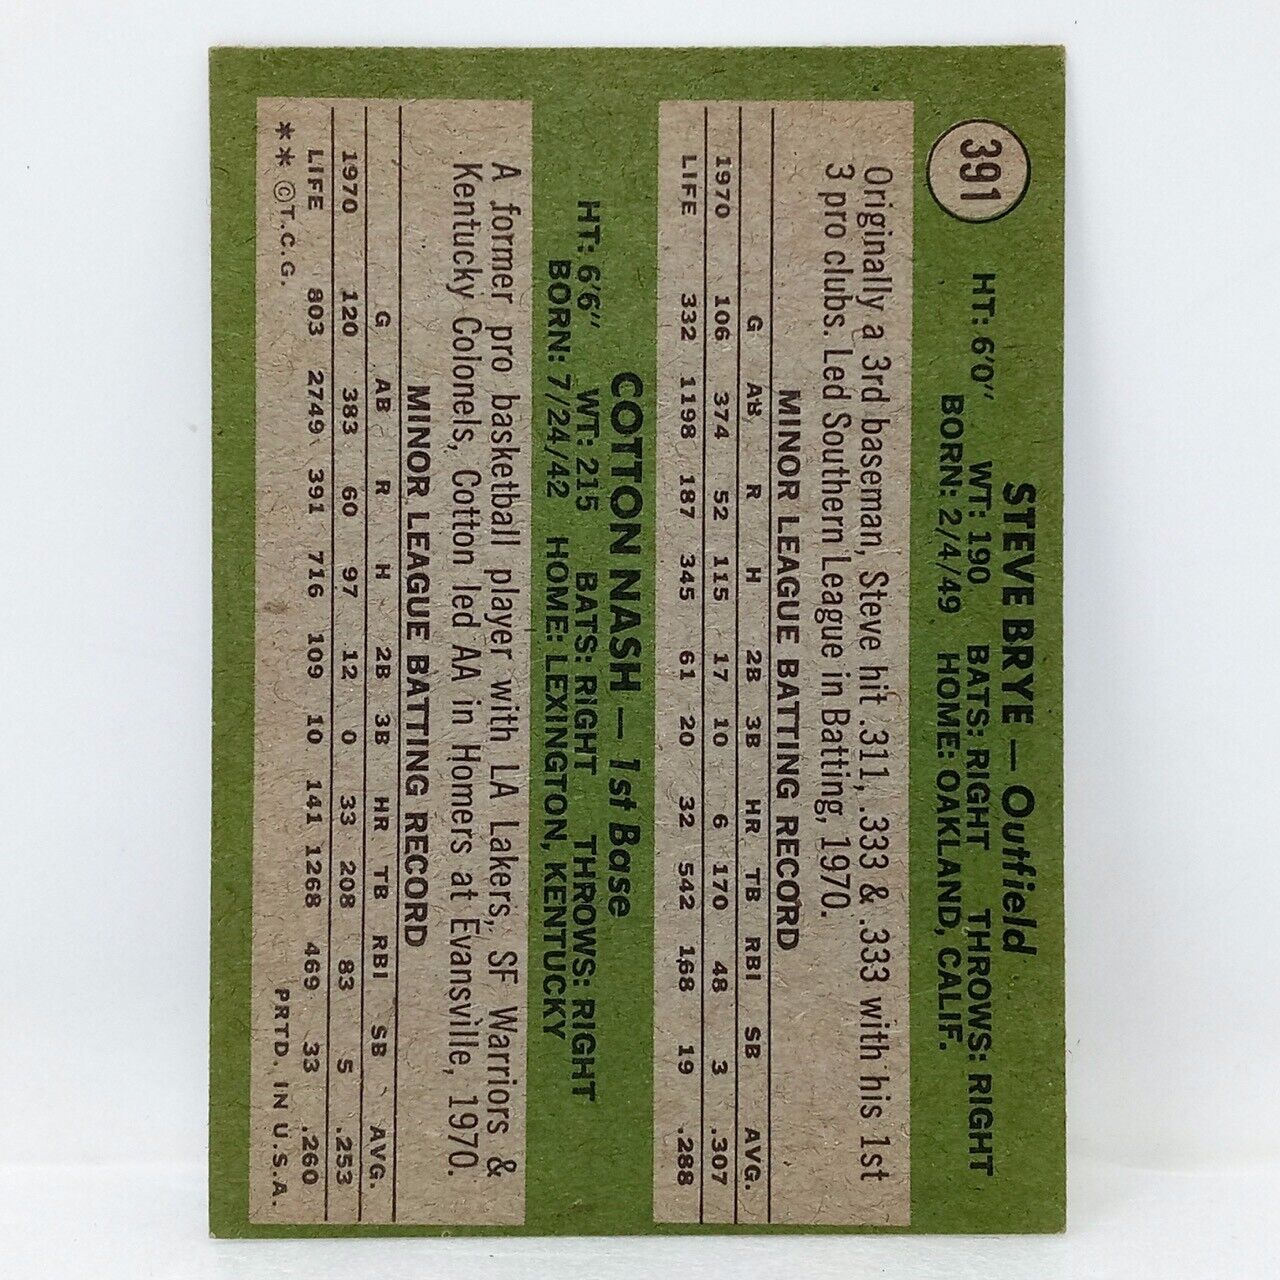 391
STEVE BRYE — Outfield
HT: 6'0" WT: 190 BATS: RIGHT THROWS: RIGHT
BORN: 2/4/49 HOME: OAKLAND, CALIF.
Originally a 3rd baseman, Steve hit .311, .333 & .333 with his 1st
3 pro clubs. Led Southern League in Batting, 1970.
MINOR LEAGUE BATTING RECORD
G AB R H 2B 3B HR TB RBI SB AVG.
1970 106 374 52 115 17 10 6 170 48 3 .307
LIFE 332 1198 187 345 61 20 32 542 168 19 .288
COTTON NASH — 1st Base
HT: 6'6" WT: 215 BATS: RIGHT THROWS: RIGHT
BORN: 7/24/42 HOME: LEXINGTON, KENTUCKY
A former pro basketball player with LA Lakers, SF Warriors &
Kentucky Colonels, Cotton led AA in Homers at Evansville, 1970.
MINOR LEAGUE BATTING RECORD
G AB R H 2B 3B HR TB RBI SB AVG.
1970 120 383 60 97 12 0 33 208 83 5 .253
LIFE 803 2749 391 716 109 10 141 1268 469 33 .260
** ©T.C.G. PRTD. IN U.S.A.